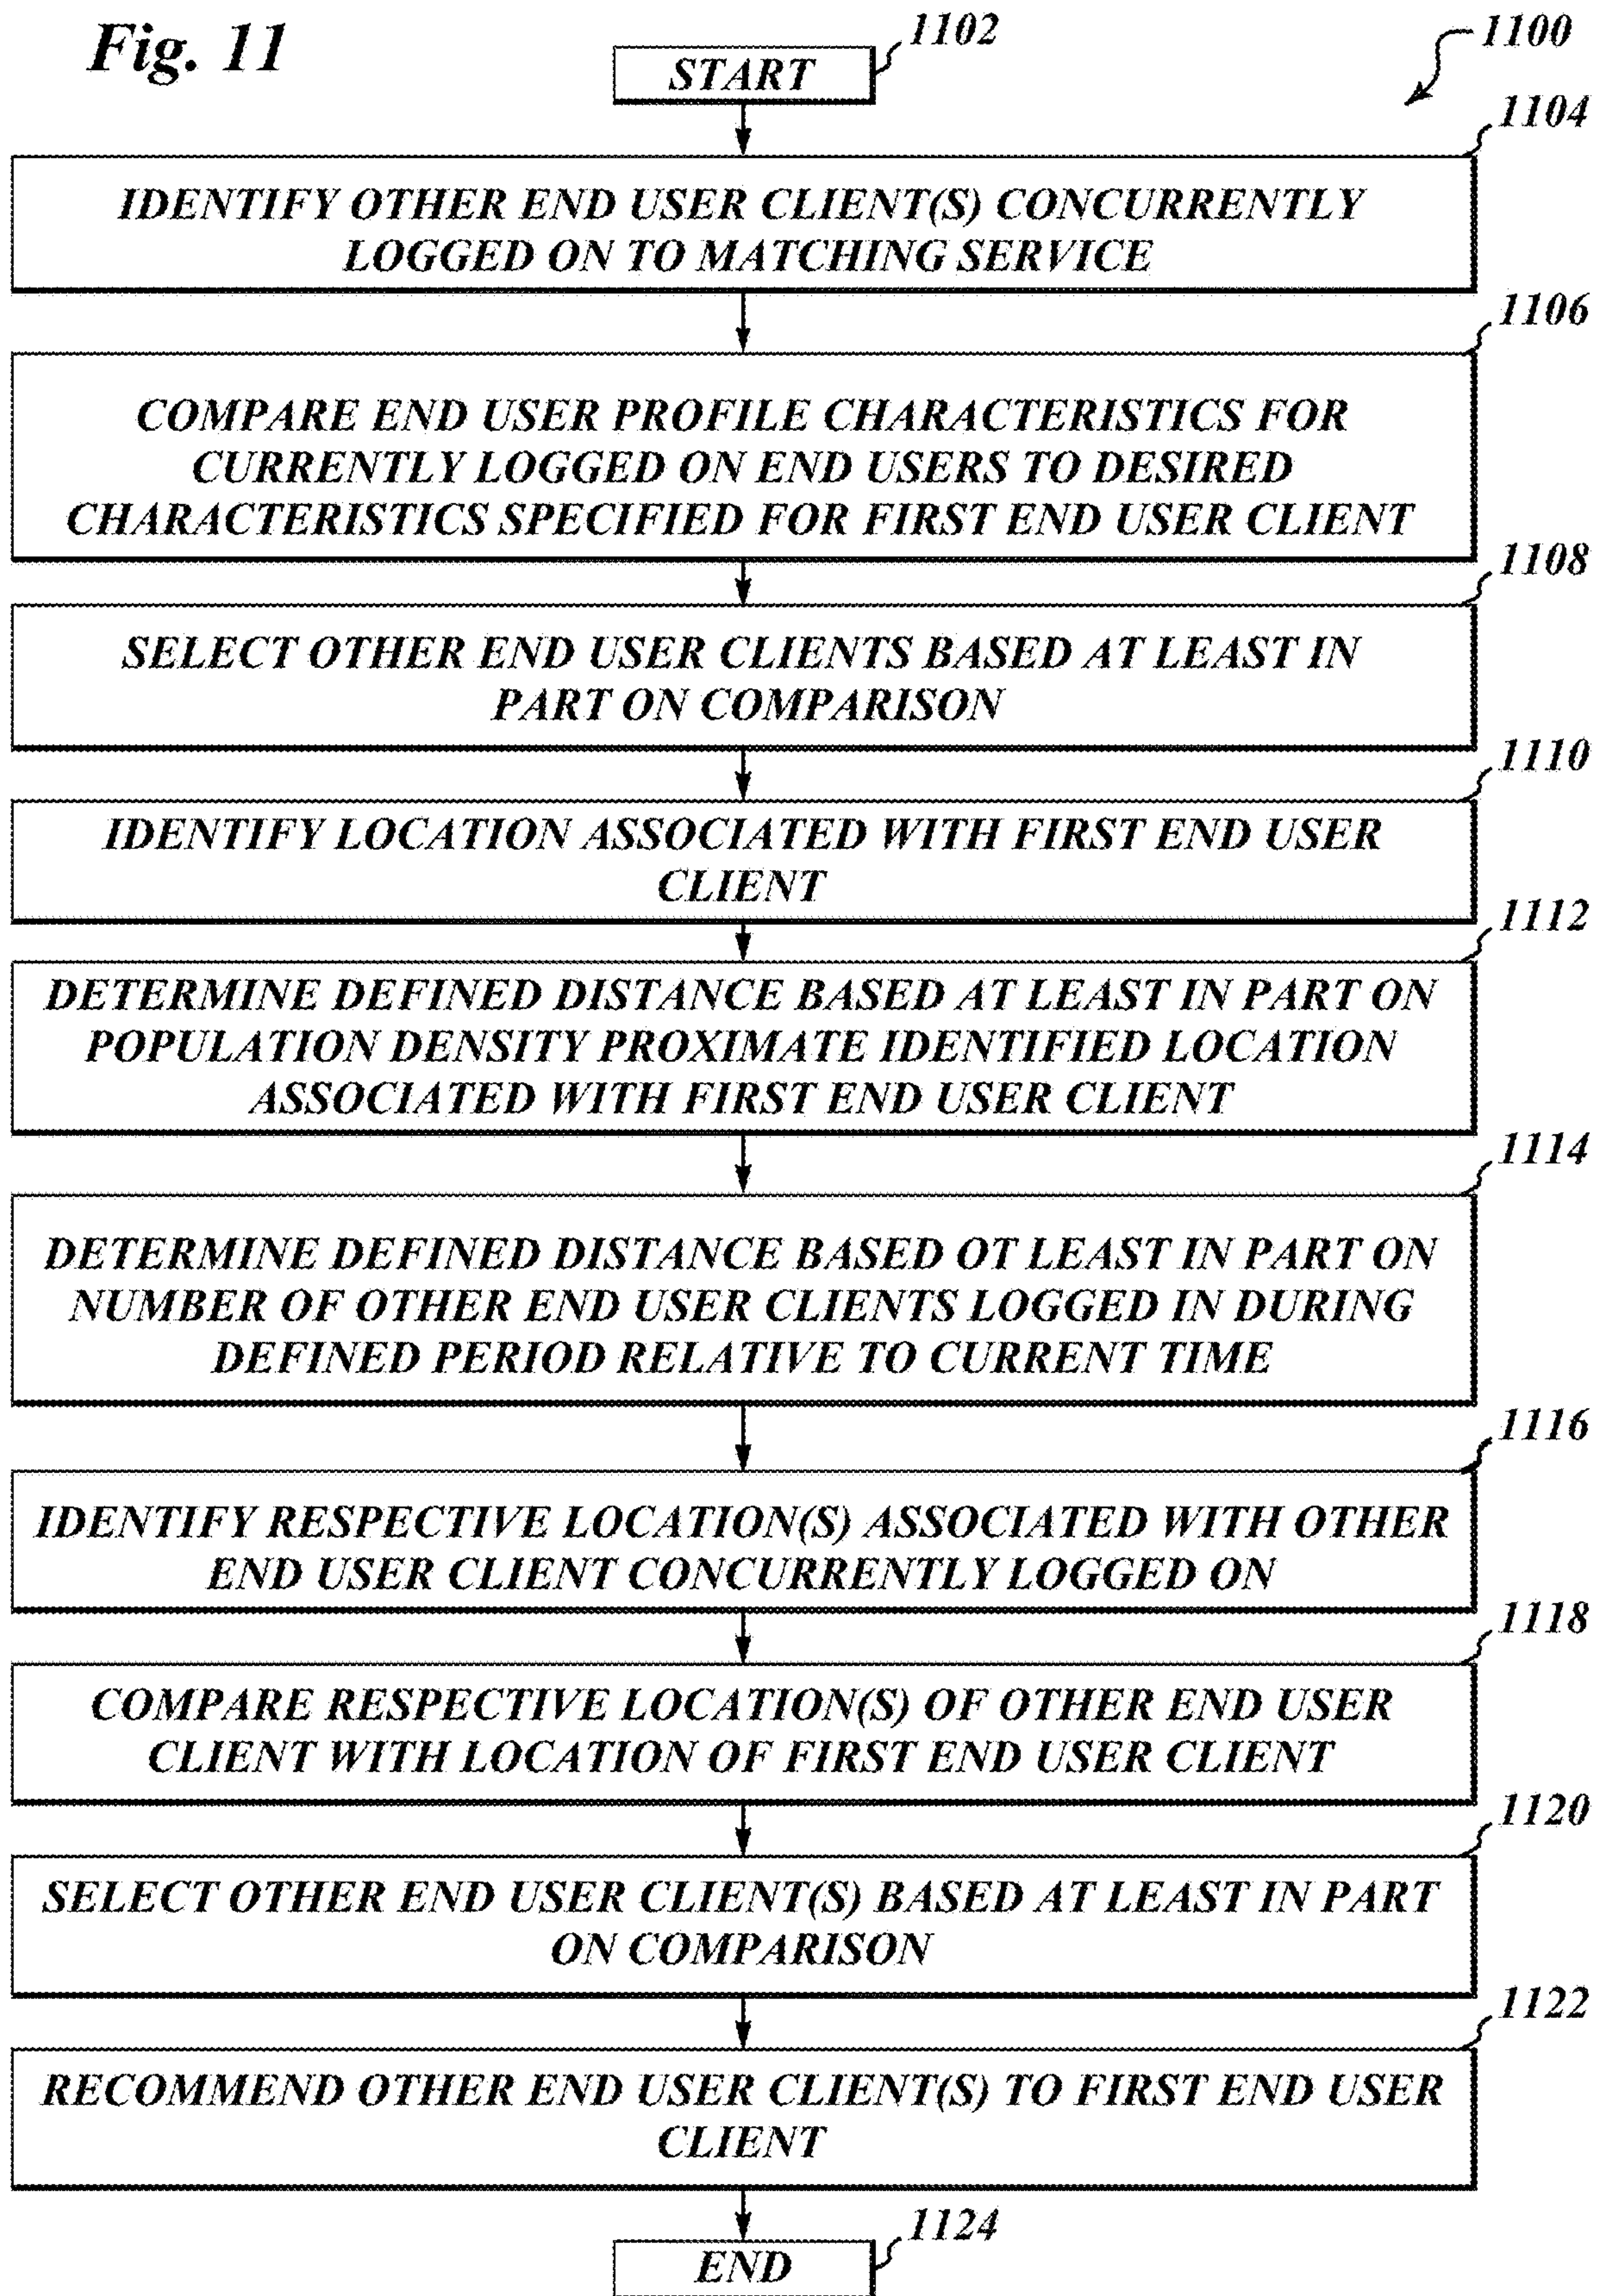 Fig. 11
START
1102
1100
1104
IDENTIFY OTHER END USER CLIENT(S) CONCURRENTLY
LOGGED ON TO MATCHING SERVICE
1106
COMPARE END USER PROFILE CHARACTERISTICS FOR
CURRENTLY LOGGED ON END USERS TO DESIRED
CHARACTERISTICS SPECIFIED FOR FIRST END USER CLIENT
1108
SELECT OTHER END USER CLIENTS BASED AT LEAST IN
PART ON COMPARISON
1110
IDENTIFY LOCATION ASSOCIATED WITH FIRST END USER
CLIENT
1112
DETERMINE DEFINED DISTANCE BASED AT LEAST IN PART ON
POPULATION DENSITY PROXIMATE IDENTIFIED LOCATION
ASSOCIATED WITH FIRST END USER CLIENT
1114
DETERMINE DEFINED DISTANCE BASED OT LEAST IN PART ON
NUMBER OF OTHER END USER CLIENTS LOGGED IN DURING
DEFINED PERIOD RELATIVE TO CURRENT TIME
1116
IDENTIFY RESPECTIVE LOCATION(S) ASSOCIATED WITH OTHER
END USER CLIENT CONCURRENTLY LOGGED ON
1118
COMPARE RESPECTIVE LOCATION(S) OF OTHER END USER
CLIENT WITH LOCATION OF FIRST END USER CLIENT
1120
SELECT OTHER END USER CLIENT(S) BASED AT LEAST IN PART
ON COMPARISON
1122
RECOMMEND OTHER END USER CLIENT(S) TO FIRST END USER
CLIENT
1124
END